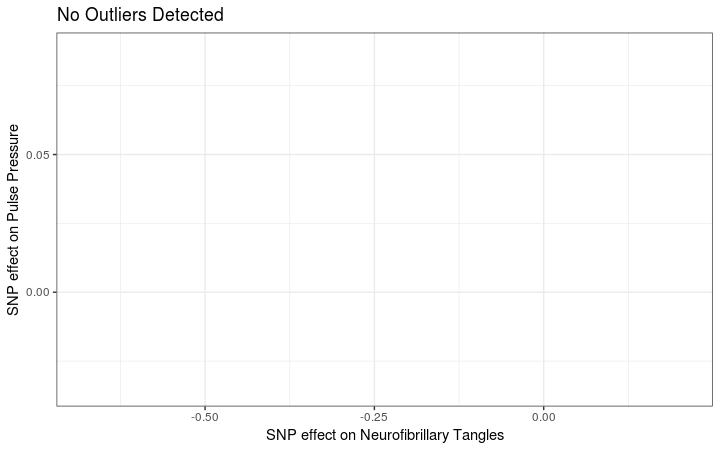 No Outliers Detected
SNP effect on Pulse Pressure
0.05
0.00
-0.50
-0.25
0.00
SNP effect on Neurofibrillary Tangles